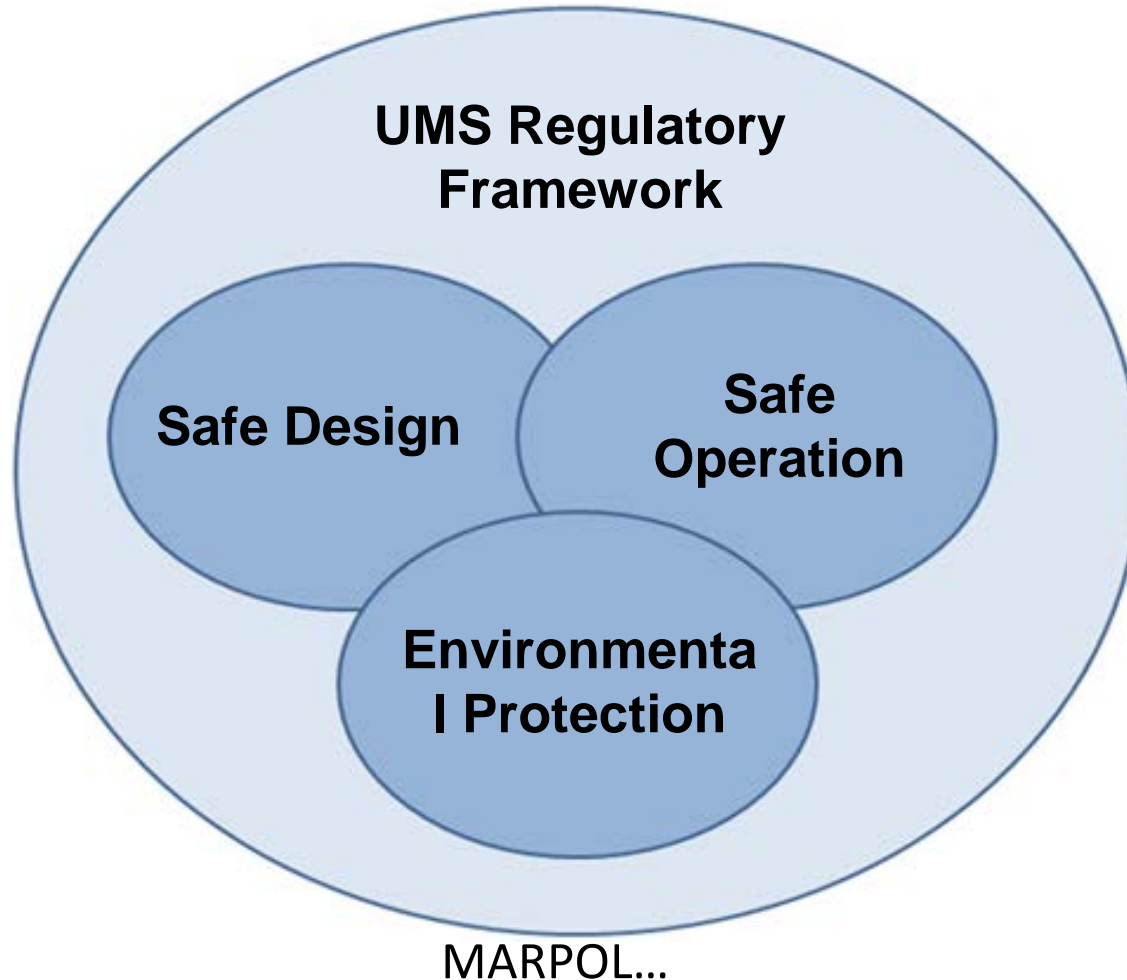 UMS Regulatory
Framework
Safe Design
Safe
Operation
Environmenta
l Protection
MARPOL...